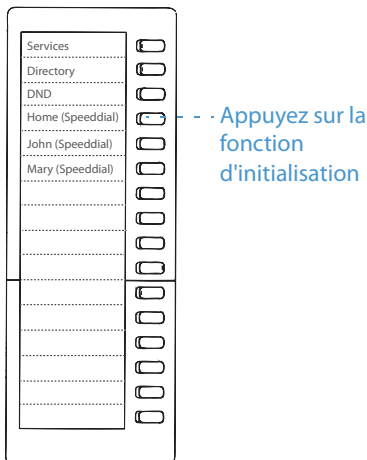 Services
Directory
DND
Home (Speeddial)
John (Speeddial)
Mary (Speeddial)
Appuyez sur la
fonction
d'initialisation